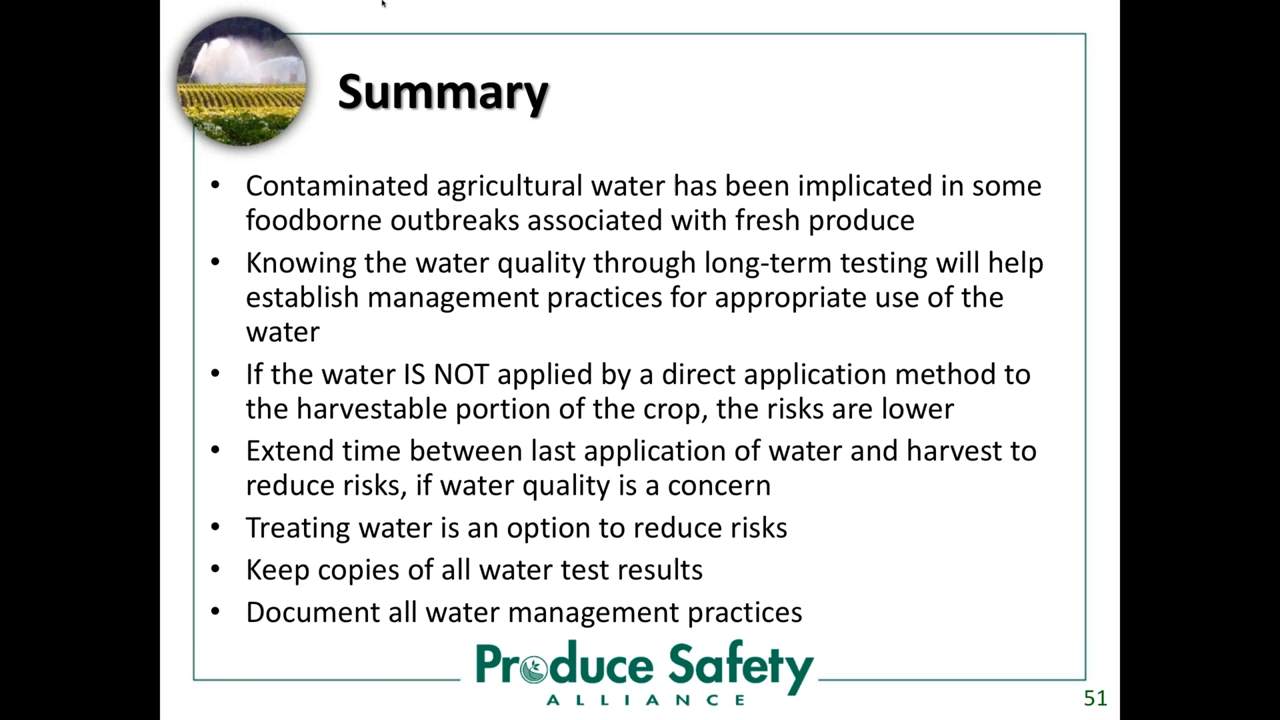 Summary
• Contaminated agricultural water has been implicated in some
foodborne outbreaks associated with fresh produce
• Knowing the water quality through long-term testing will help
establish management practices for appropriate use of the
water
• If the water IS NOT applied by a direct application method to
the harvestable portion of the crop, the risks are lower
• Extend time between last application of water and harvest to
reduce risks, if water quality is a concern
• Treating water is an option to reduce risks
• Keep copies of all water test results
• Document all water management practices
Produce Safety
ALLIANCE
51